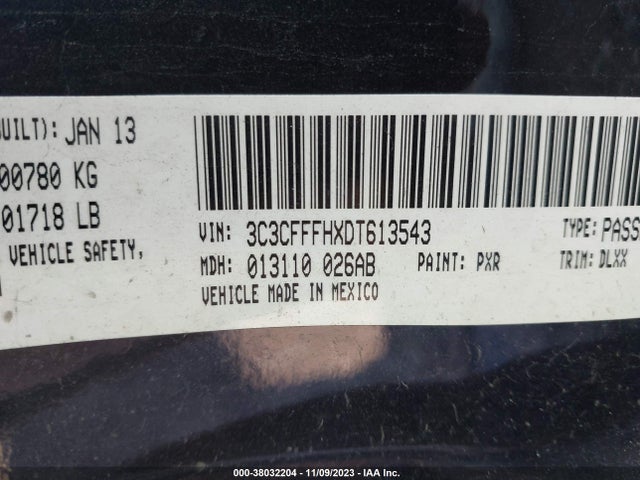 BUILT): JAN 13
00780 KG
01718 LB
VEHICLE SAFETY,
VIN: 3C3CFFFHXDT613543
TYPE: PASS
MDH: 013110 026AB
PAINT: PXR
TRIM: DLXX
VEHICLE MADE IN MEXICO
000-38032204 - 11/09/2023 - IAA Inc.